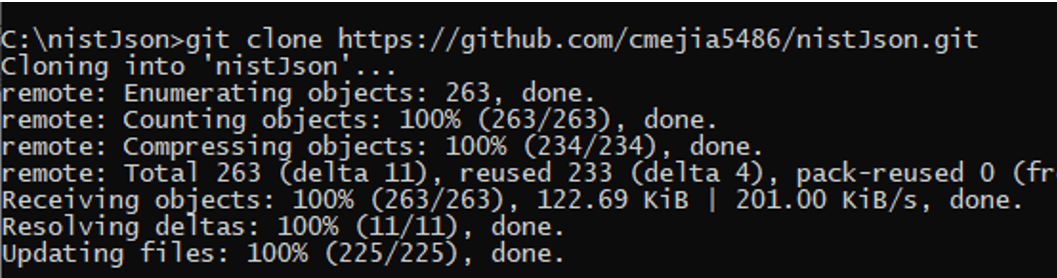 C:\nistJson>git clone https://github.com/cmejia5486/nistJson.git
Cloning into 'nistJson'...
remote: Enumerating objects: 263, done.
remote: Counting objects: 100% (263/263), done.
remote: Compressing objects: 100% (234/234), done.
remote: Total 263 (delta 11), reused 233 (delta 4), pack-reused 0 (fr
Receiving objects: 100% (263/263), 122.69 KiB | 201.00 KiB/s, done.
Resolving deltas: 100% (11/11), done.
Updating files: 100% (225/225), done.